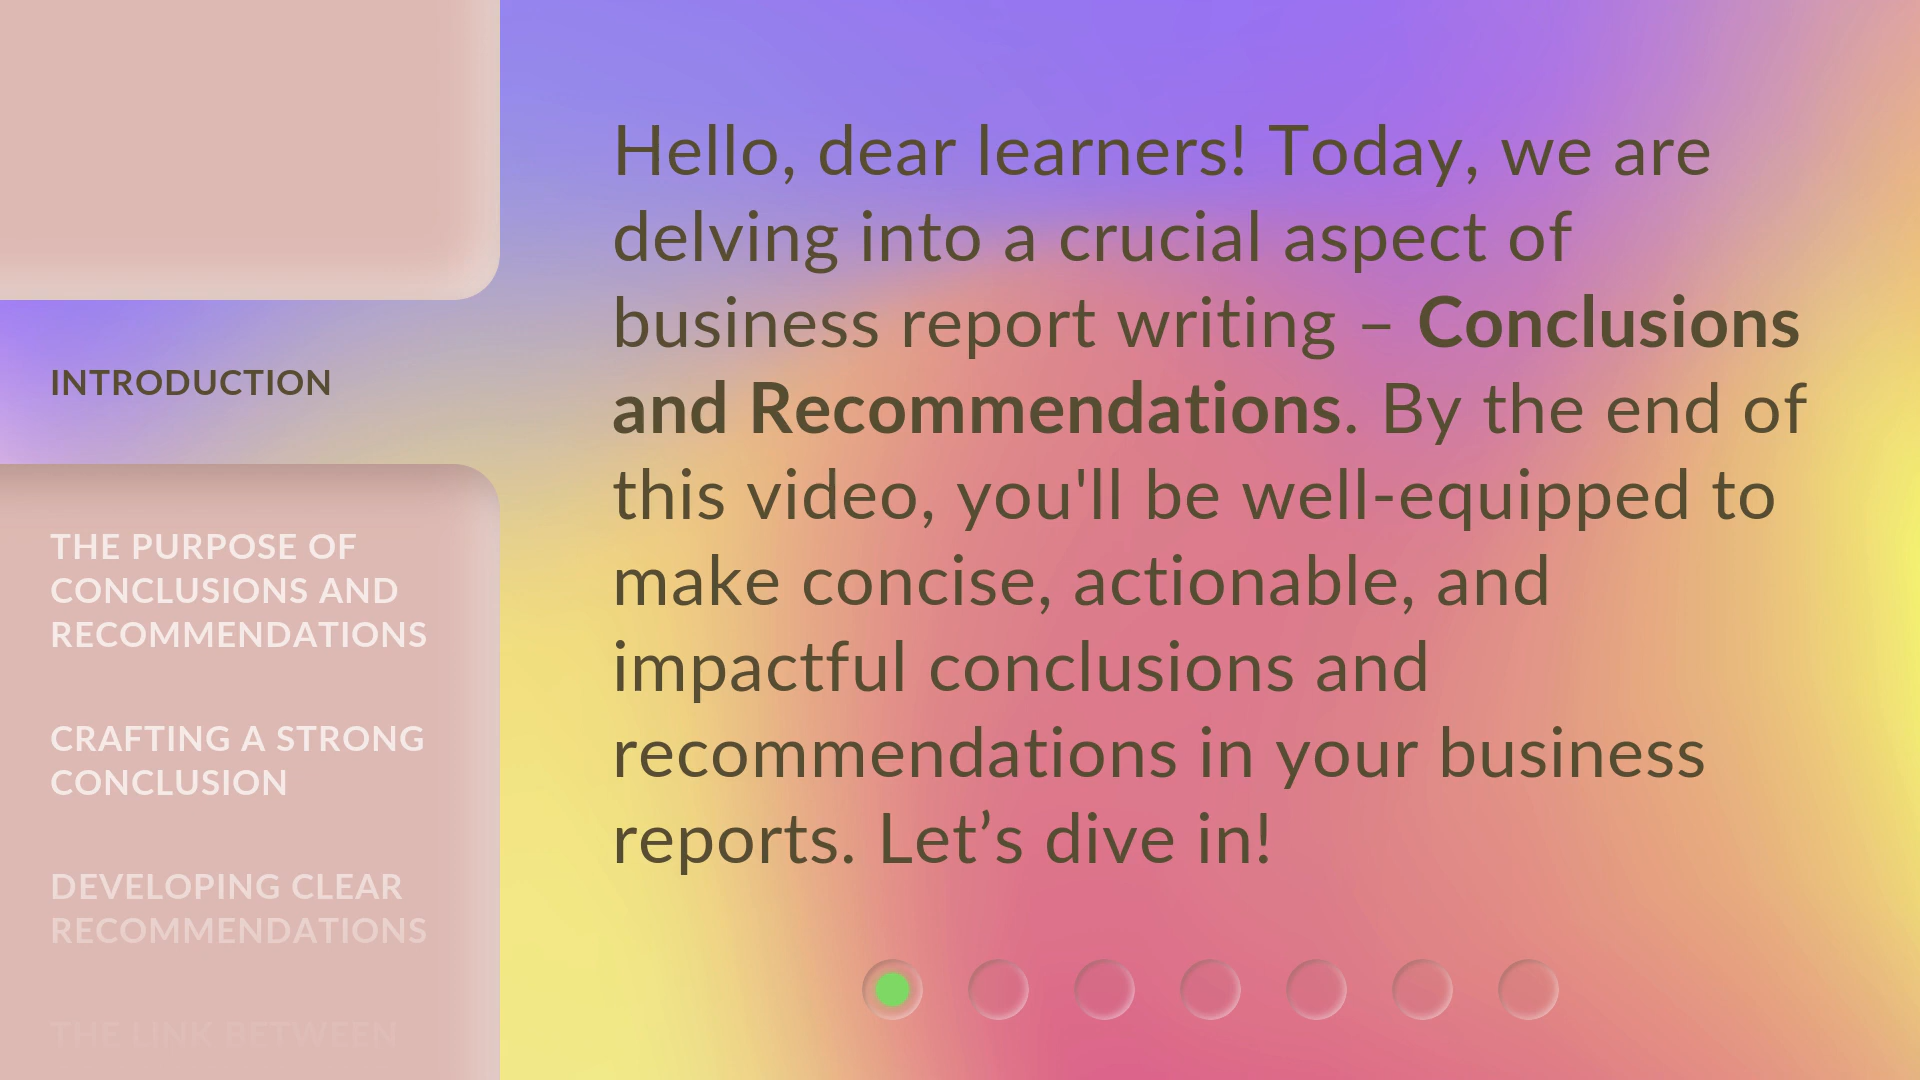 INTRODUCTION
THE PURPOSE OF
CONCLUSIONS AND
RECOMMENDATIONS
CRAFTING A STRONG
CONCLUSION
DEVELOPING CLEAR
RECOMMENDATIONS
THE LINK BETWEEN
Hello, dear learners! Today, we are
delving into a crucial aspect of
business report writing – Conclusions
and Recommendations. By the end of
this video, you'll be well-equipped to
make concise, actionable, and
impactful conclusions and
recommendations in your business
reports. Let’s dive in!